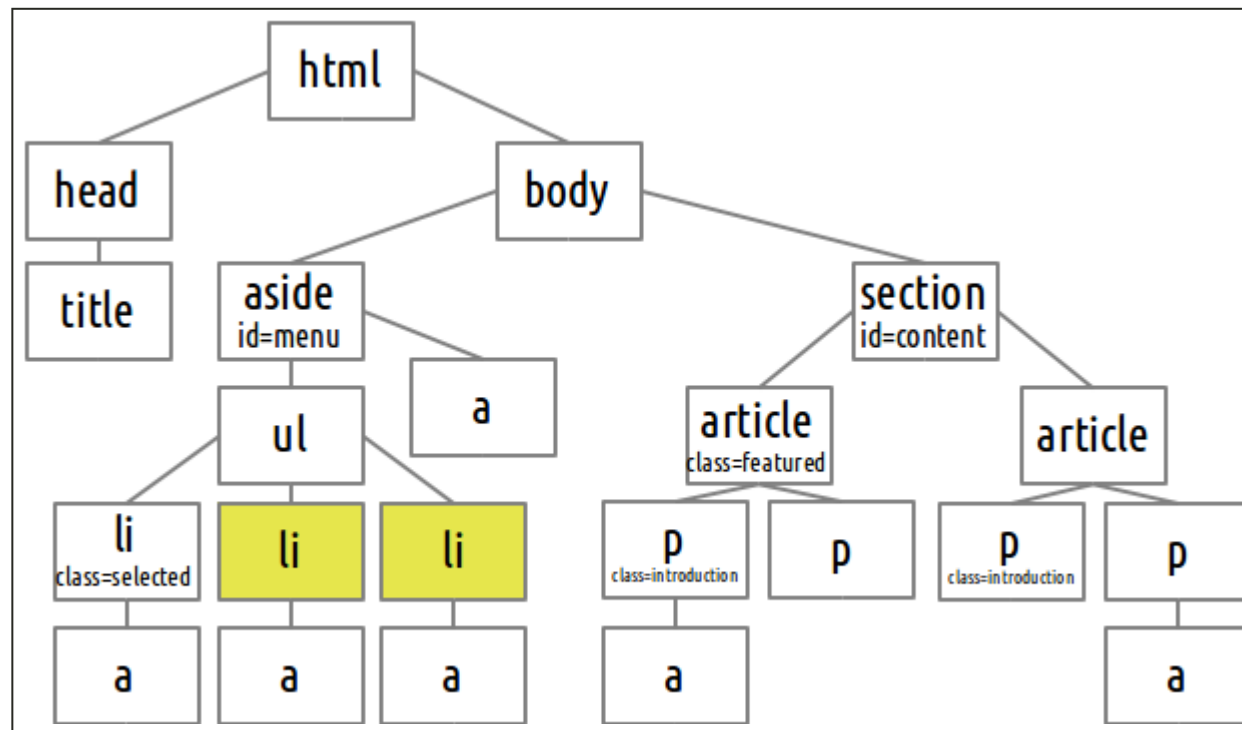 html
head
body
title
aside
id=menu
section
id=content
a
ul
article
class=featured
article
li
class=selected
li
li
p
class=introduction
p
p
class=introduction
p
a
a
a
a
a